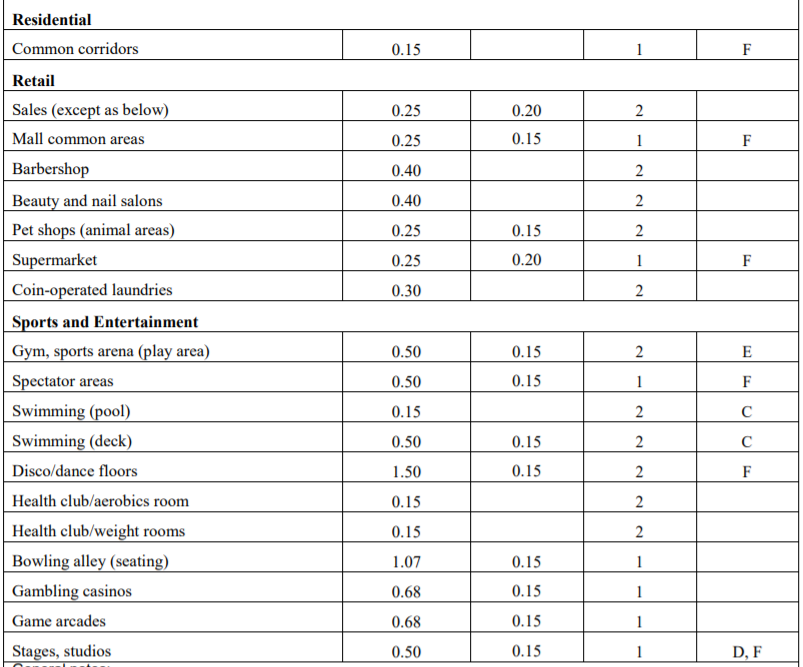 Residential
Common corridors 0.15 1 F
Retail
Sales (except as below) 0.25 0.20 2
Mall common areas 0.25 0.15 1 F
Barbershop 0.40 2
Beauty and nail salons 0.40 2
Pet shops (animal areas) 0.25 0.15 2
Supermarket 0.25 0.20 1 F
Coin-operated laundries 0.30 2
Sports and Entertainment
Gym, sports arena (play area) 0.50 0.15 2 E
Spectator areas 0.50 0.15 1 F
Swimming (pool) 0.15 2 C
Swimming (deck) 0.50 0.15 2 C
Disco/dance floors 1.50 0.15 2 F
Health club/aerobics room 0.15 2
Health club/weight rooms 0.15 2
Bowling alley (seating) 1.07 0.15 1
Gambling casinos 0.68 0.15 1
Game arcades 0.68 0.15 1
Stages, studios 0.50 0.15 1 D, F